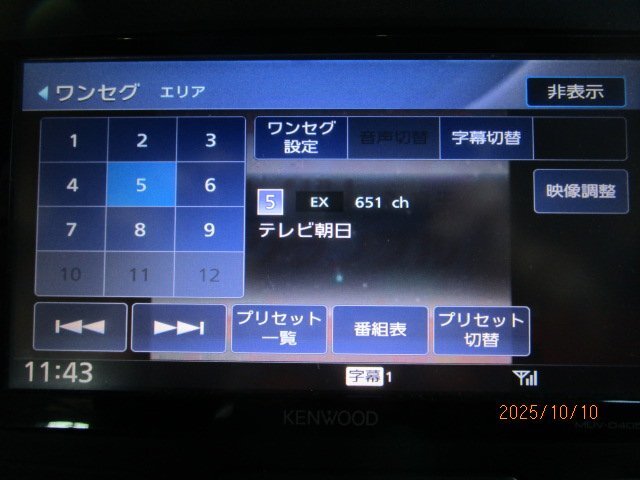 ワンセグ エリア
非表示
1 2 3
ワンセグ設定
音声切替
字幕切替
4 5 6
映像調整
5 EX 651 ch
テレビ朝日
7 8 9
10 11 12
プリセット一覧
番組表
プリセット切替
11:43
字幕 1
KENWOOD
2025/10/10